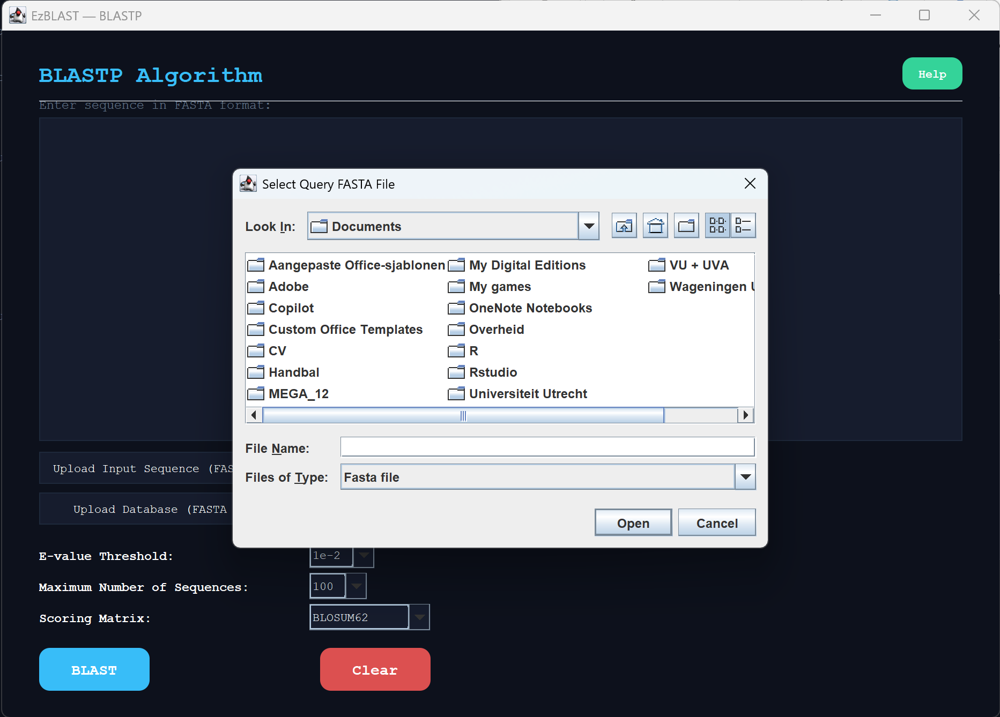 EzBLAST — BLASTP
BLASTP Algorithm
Help
Enter sequence in FASTA format:
Select Query FASTA File
Look In:
Documents
Aangepaste Office-sjablonen
My Digital Editions
VU + UVA
Adobe
My games
Wageningen
Copilot
OneNote Notebooks
Custom Office Templates
Overheid
CV
R
Handbal
Rstudio
MEGA_12
Universiteit Utrecht
File Name:
Files of Type:
Fasta file
Open
Cancel
Upload Input Sequence (FAS
Upload Database (FASTA
E-value Threshold:
1e-2
Maximum Number of Sequences:
100
Scoring Matrix:
BLOSUM62
BLAST
Clear